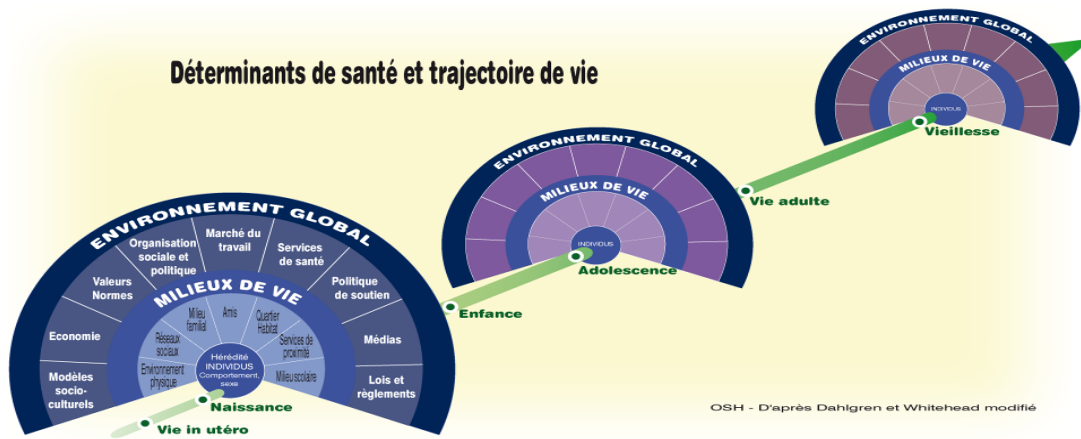 Déterminants de santé et trajectoire de vie
ENVIRONNEMENT GLOBAL
MILIEUX DE VIE
INDIVIDUS
Vieillesse
Vie adulte
ENVIRONNEMENT GLOBAL
MILIEUX DE VIE
INDIVIDUS
Adolescence
Enfance
ENVIRONNEMENT GLOBAL
Modèles
socio-
culturels
Economie
Valeurs
Normes
Organisation
sociale et
politique
Marché du
travail
Services
de santé
Politique
de soutien
Médias
Lois et
règlements
MILIEUX DE VIE
Environnement
physique
Réseaux
sociaux
Milieu
familial
Amis
Quartier
Habitat
Services de
proximité
Milieu scolaire
Hérédité
INDIVIDUS
Comportement,
sexe
Naissance
Vie in utéro
OSH - D'après Dahlgren et Whitehead modifié